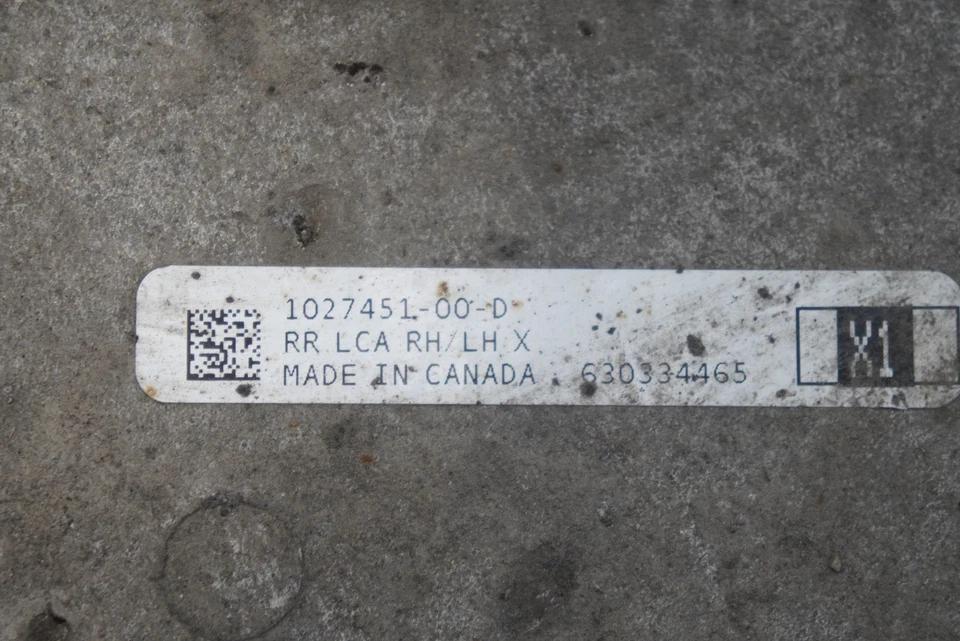 1027451-00-D
RR LCA RH/LH X
MADE IN CANADA 630334465
X1